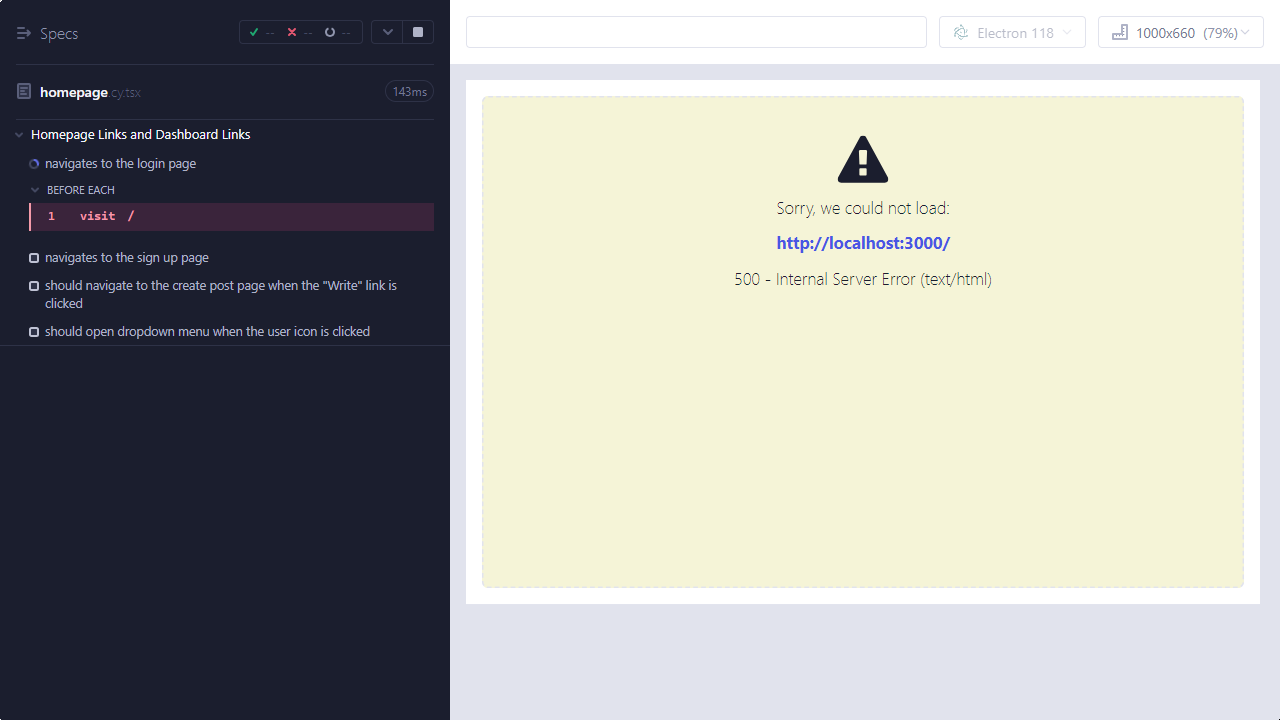 Specs
-- -- --
homepage.cy.tsx
143ms
Homepage Links and Dashboard Links
navigates to the login page
BEFORE EACH
1 visit /
navigates to the sign up page
should navigate to the create post page when the "Write" link is
clicked
should open dropdown menu when the user icon is clicked
Electron 118
1000x660 (79%)
Sorry, we could not load:
http://localhost:3000/
500 - Internal Server Error (text/html)